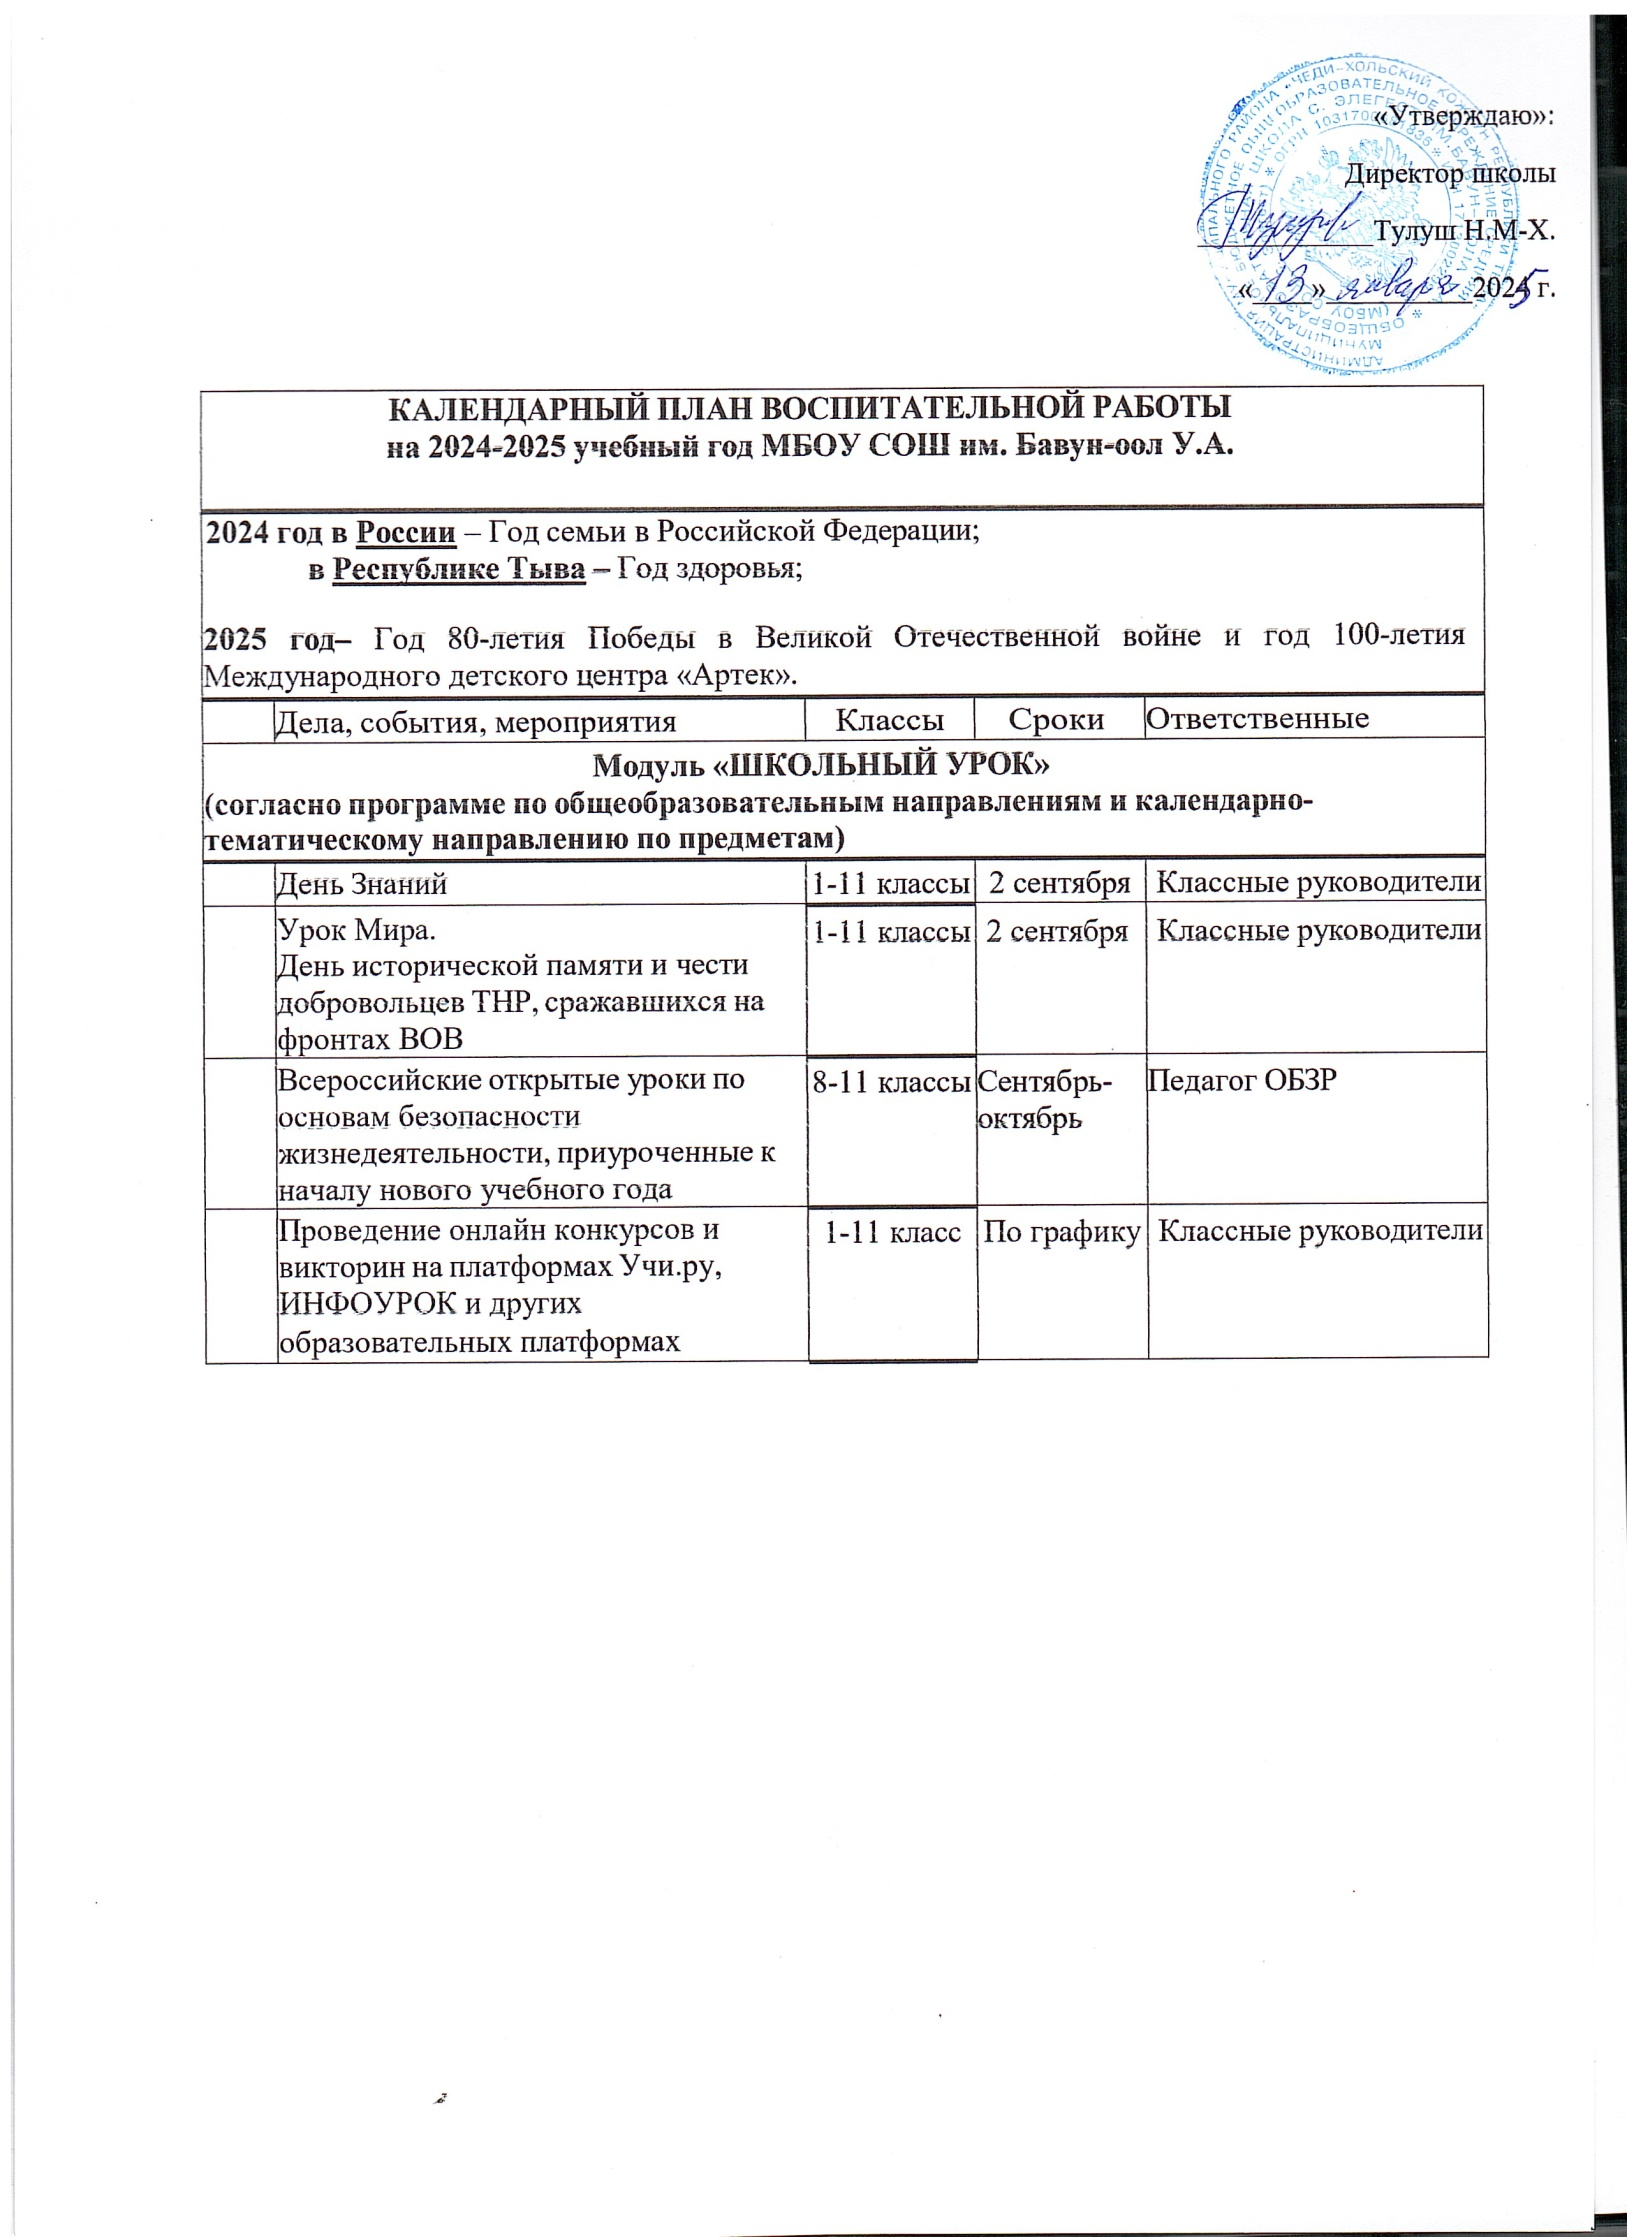 «Утверждаю»:
Директор школы
Тулуш Н.М-Х.
«13» января 2025 г.
КАЛЕНДАРНЫЙ ПЛАН ВОСПИТАТЕЛЬНОЙ РАБОТЫ
на 2024-2025 учебный год МБОУ СОШ им. Бавун-оол У.А.
2024 год в России – Год семьи в Российской Федерации;
в Республике Тыва – Год здоровья;
2025 год– Год 80-летия Победы в Великой Отечественной войне и год 100-летия
Международного детского центра «Артек».
Дела, события, мероприятия Классы Сроки Ответственные
Модуль «ШКОЛЬНЫЙ УРОК»
(согласно программе по общеобразовательным направлениям и календарно-
тематическому направлению по предметам)
День Знаний 1-11 классы 2 сентября Классные руководители
Урок Мира. 1-11 классы 2 сентября Классные руководители
День исторической памяти и чести
добровольцев ТНР, сражавшихся на
фронтах ВОВ
Всероссийские открытые уроки по 8-11 классы Сентябрь- Педагог ОБЗР
основам безопасности октябрь
жизнедеятельности, приуроченные к
началу нового учебного года
Проведение онлайн конкурсов и 1-11 класс По графику Классные руководители
викторин на платформах Учи.ру,
ИНФОУРОК и других
образовательных платформах